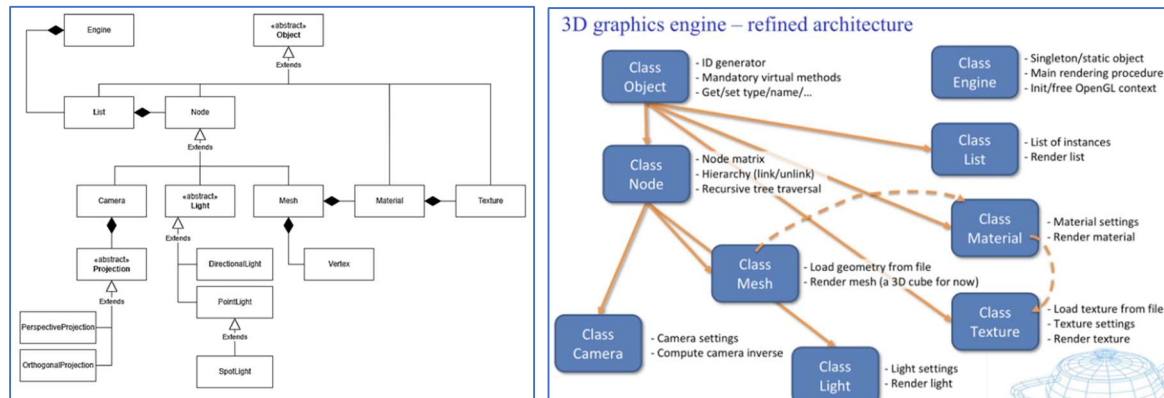 Engine
«abstract»
Object
Extends
List
Node
Extends
Camera
«abstract»
Light
Mesh
Material
Texture
Extends
«abstract»
Projection
DirectionalLight
Vertex
Extends
PointLight
PerspectiveProjection
Extends
OrthogonalProjection
SpotLight
3D graphics engine – refined architecture
Class
Object
- ID generator
- Mandatory virtual methods
- Get/set type/name/...
Class
Engine
- Singleton/static object
- Main rendering procedure
- Init/free OpenGL context
Class
List
- List of instances
- Render list
Class
Node
- Node matrix
- Hierarchy (link/unlink)
- Recursive tree traversal
Class
Material
- Material settings
- Render material
Class
Mesh
- Load geometry from file
- Render mesh (a 3D cube for now)
Class
Texture
- Load texture from file
- Texture settings
- Render texture
Class
Camera
- Camera settings
- Compute camera inverse
Class
Light
- Light settings
- Render light